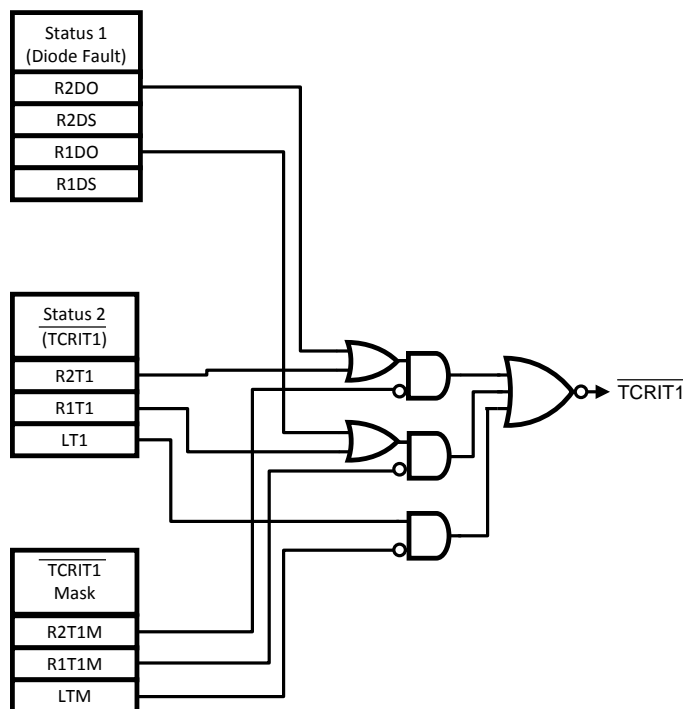 Status 1
(Diode Fault)
R2DO
R2DS
R1DO
R1DS
Status 2
(TCRIT1)
R2T1
R1T1
LT1
TCRIT1
TCRIT1
Mask
R2T1M
R1T1M
LTM